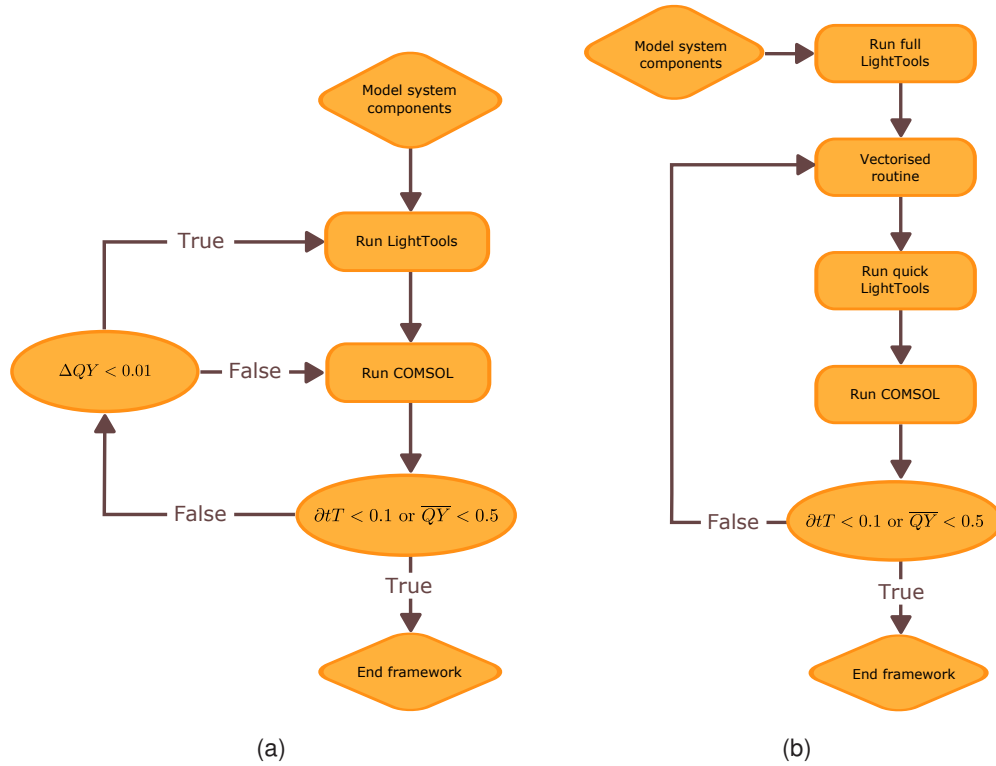 Model system
components
Run LightTools
True
ΔQY < 0.01
False
Run COMSOL
False
∂tT < 0.1 or \overline{QY} < 0.5
True
End framework
(a)
Model system
components
Run full
LightTools
Vectorised
routine
Run quick
LightTools
Run COMSOL
∂tT < 0.1 or \overline{QY} < 0.5
False
True
End framework
(b)